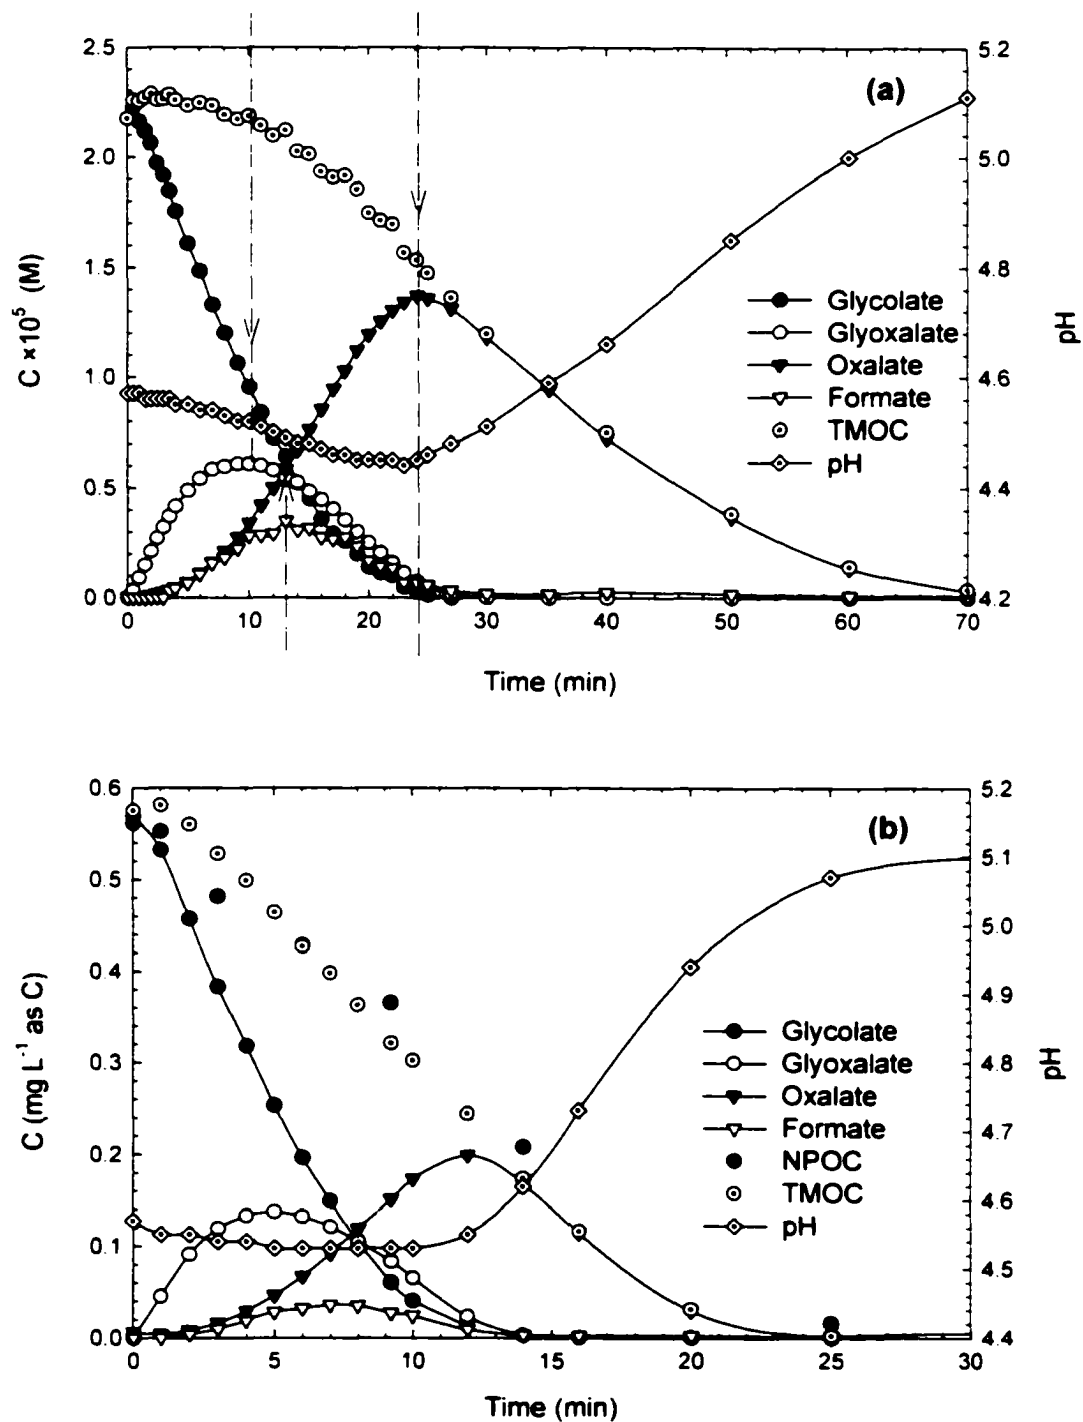 (a)
2.5
2.0
1.5
1.0
0.5
0.0
C ×10⁵ (M)
5.2
5.0
4.8
4.6
4.4
4.2
pH
Glycolate
Glyoxalate
Oxalate
Formate
TMOC
pH
0 10 20 30 40 50 60 70
Time (min)
(b)
0.6
0.5
0.4
0.3
0.2
0.1
0.0
C (mg L⁻¹ as C)
5.2
5.1
5.0
4.9
4.8
4.7
4.6
4.5
4.4
pH
Glycolate
Glyoxalate
Oxalate
Formate
NPOC
TMOC
pH
0 5 10 15 20 25 30
Time (min)